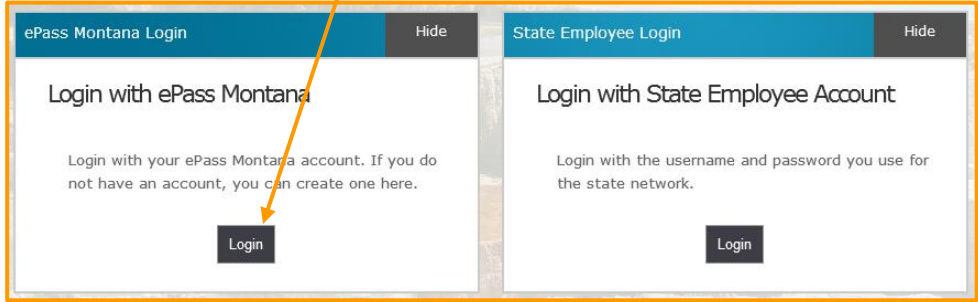 ePass Montana Login
Hide
Login with ePass Montana
Login with your ePass Montana account. If you do
not have an account, you can create one here.
Login
State Employee Login
Hide
Login with State Employee Account
Login with the username and password you use for
the state network.
Login